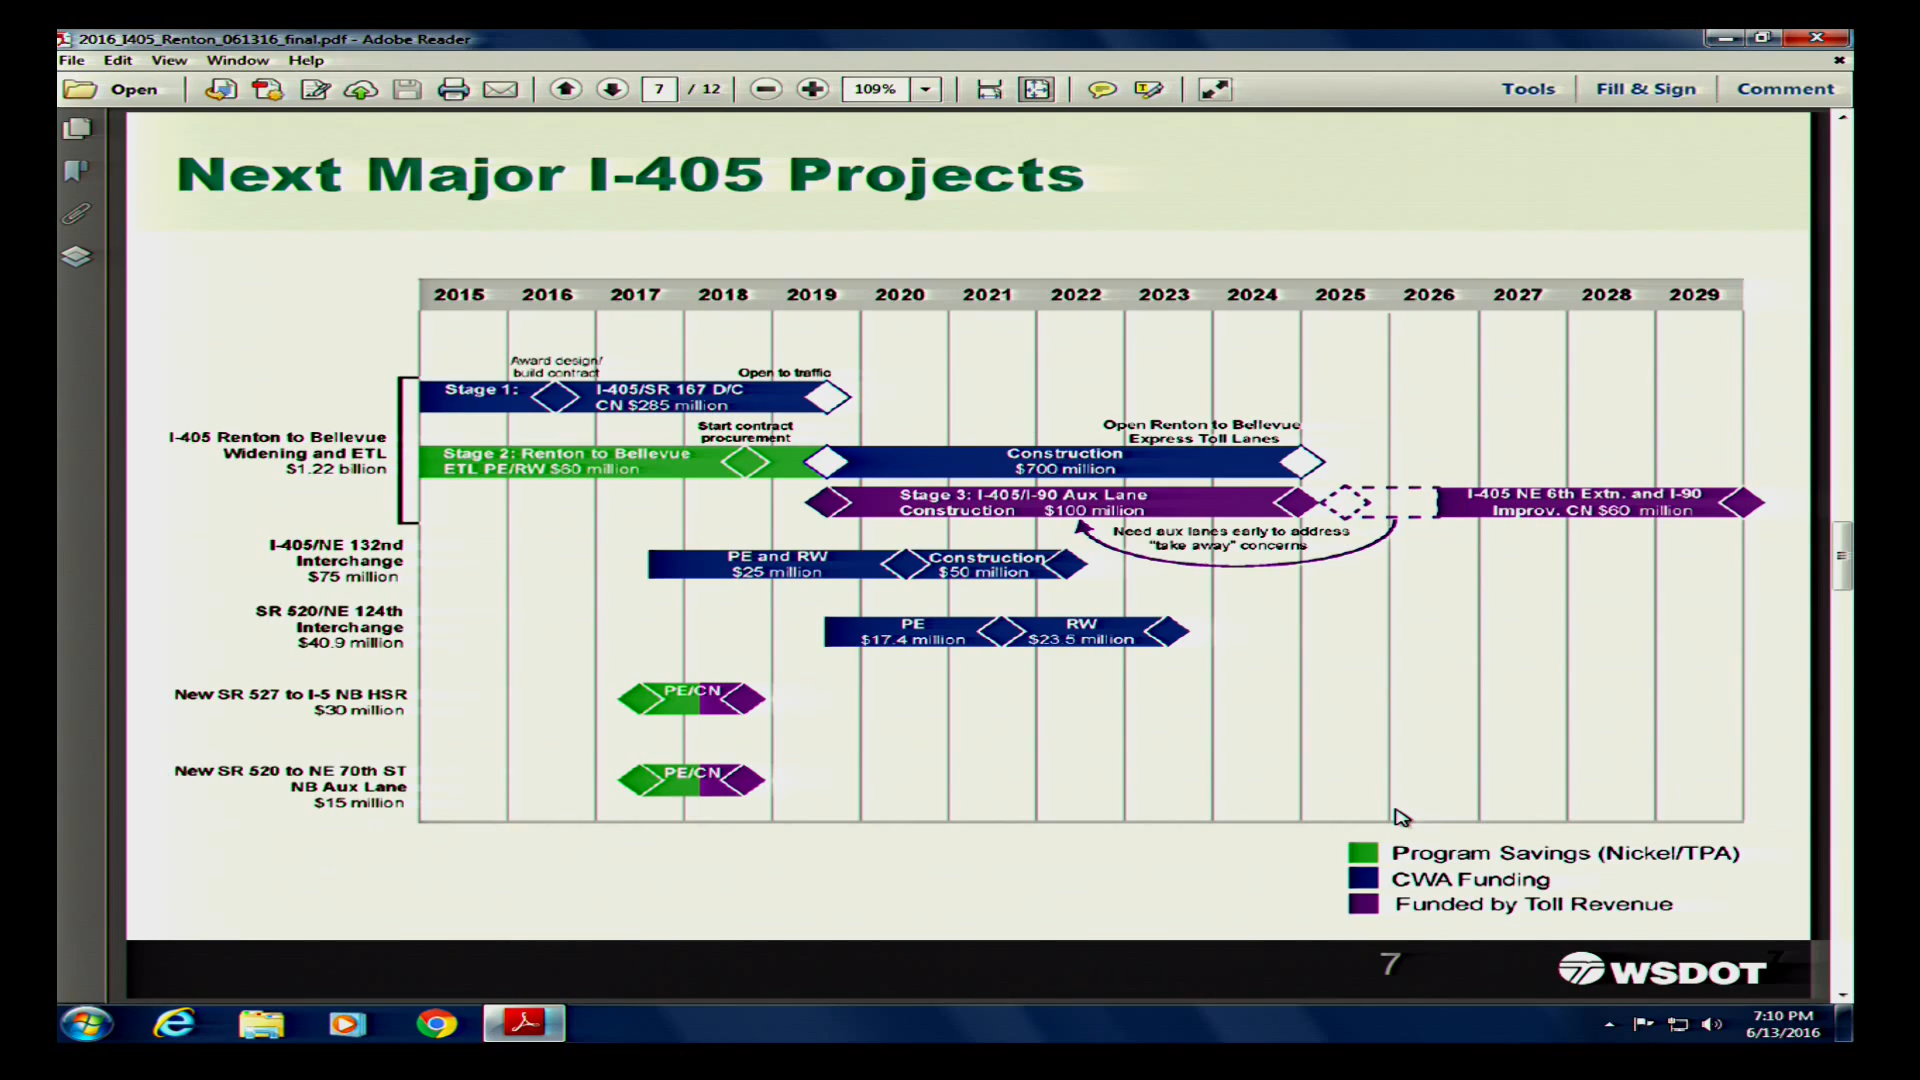 2016_I405_Renton_061316_final.pdf - Adobe Reader
File Edit View Window Help
Open 7 / 12 109% Tools Fill & Sign Comment
Next Major I-405 Projects
2015 2016 2017 2018 2019 2020 2021 2022 2023 2024 2025 2026 2027 2028 2029
Award design/
build contract
Open to traffic
Stage 1:
I-405/SR 167 D/C
CN $285 million
I-405 Renton to Bellevue
Widening and ETL
$1.22 billion
Start contract
procurement
Open Renton to Bellevue
Express Toll Lanes
Stage 2: Renton to Bellevue
ETL PE/RW $60 million
Construction
$700 million
Stage 3: I-405/I-90 Aux Lane
Construction $100 million
I-405 NE 6th Extn. and I-90
Improv. CN $60 million
Need aux lanes early to address
"take away" concerns
I-405/NE 132nd
Interchange
$75 million
PE and RW
$25 million
Construction
$50 million
SR 520/NE 124th
Interchange
$40.9 million
PE
$17.4 million
RW
$23.5 million
New SR 527 to I-5 NB HSR
$30 million
PE/CN
New SR 520 to NE 70th ST
NB Aux Lane
$15 million
PE/CN
Program Savings (Nickel/TPA)
CWA Funding
Funded by Toll Revenue
7
WSDOT
7
7:10 PM
6/13/2016